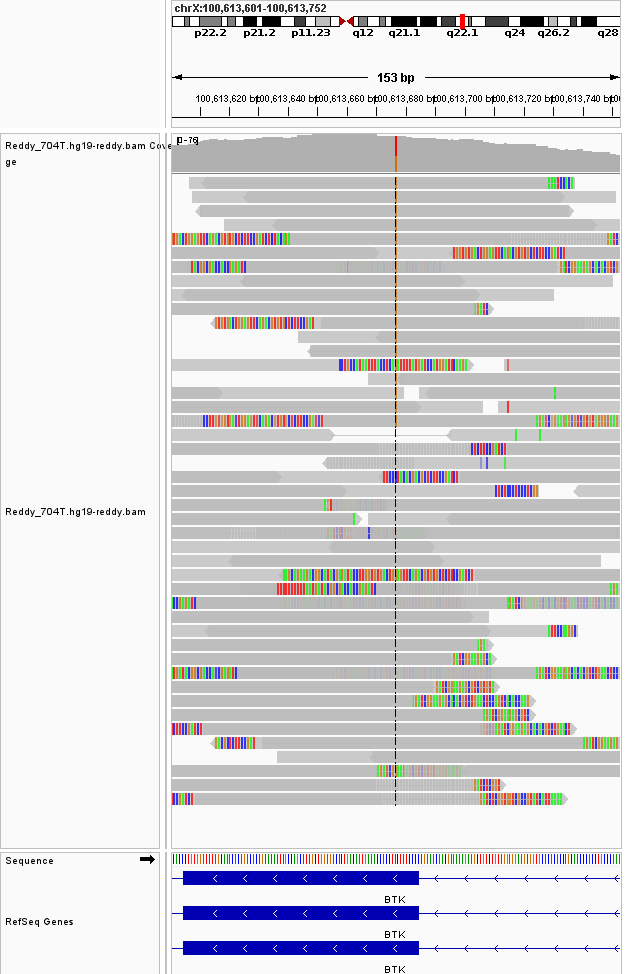 chrX:100,613,601-100,613,752
p22.2 p21.2 p11.23 q12 q21.1 q22.1 q24 q26.2 q28
153 bp
100,613,620 bp 100,613,640 bp 100,613,660 bp 100,613,680 bp 100,613,700 bp 100,613,720 bp 100,613,740 bp
Reddy_704T.hg19-reddy.bam Cove
ge
[0-76]
Reddy_704T.hg19-reddy.bam
Sequence
BTK
RefSeq Genes
BTK
BTK